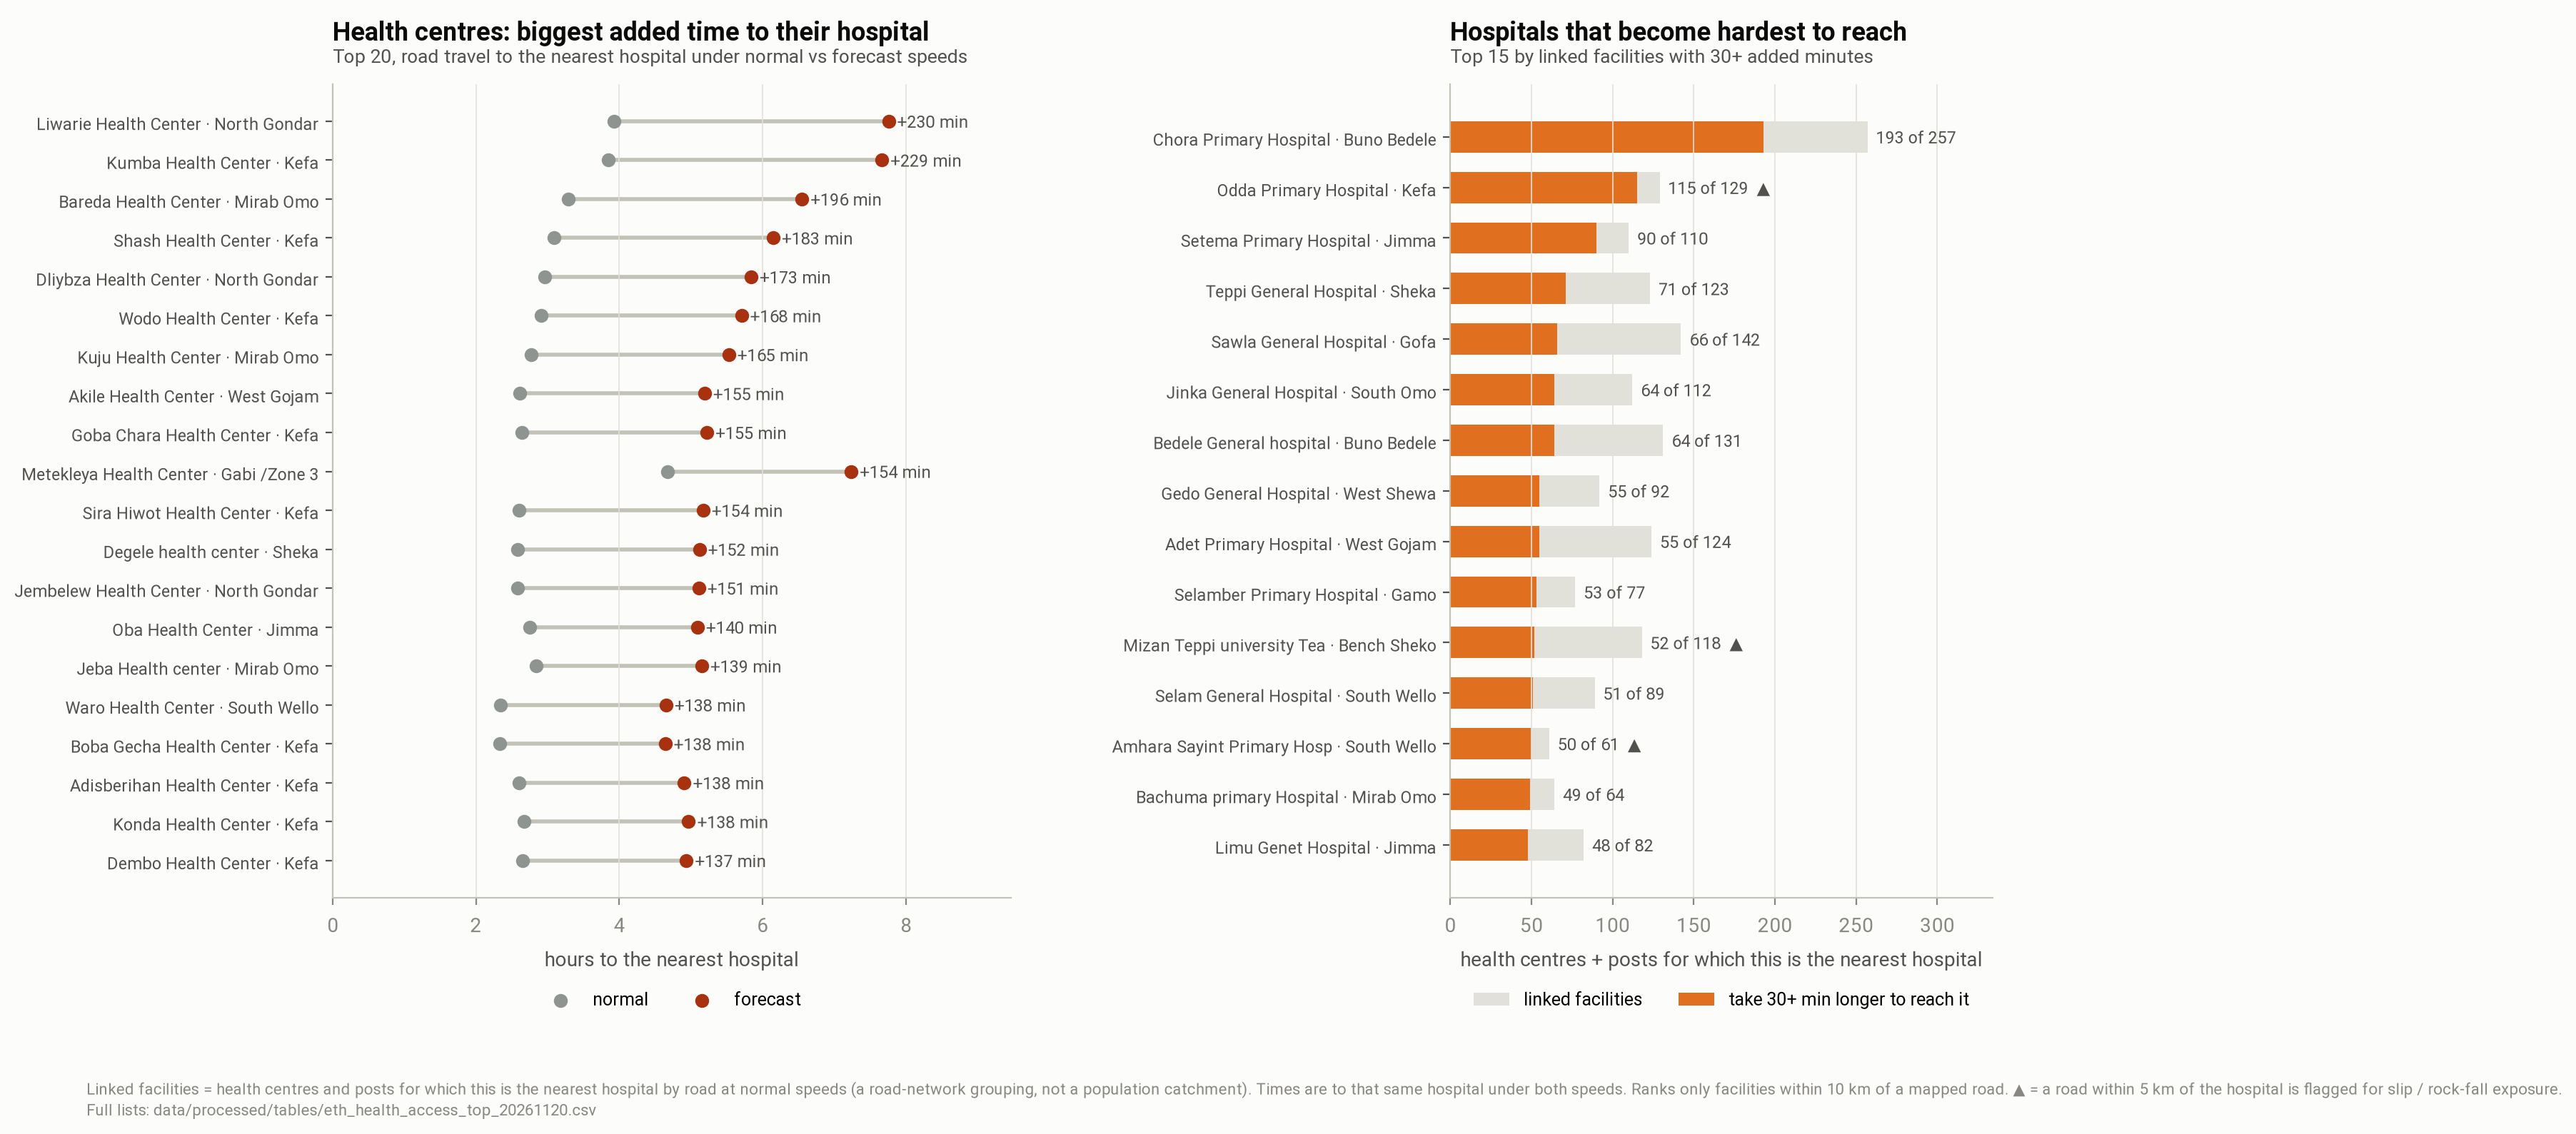 Health centres: biggest added time to their hospital
Top 20, road travel to the nearest hospital under normal vs forecast speeds
Liwarie Health Center · North Gondar
+230 min
Kumba Health Center · Kefa
+229 min
Bareda Health Center · Mirab Omo
+196 min
Shash Health Center · Kefa
+183 min
Dliybza Health Center · North Gondar
+173 min
Wodo Health Center · Kefa
+168 min
Kuju Health Center · Mirab Omo
+165 min
Akile Health Center · West Gojam
+155 min
Goba Chara Health Center · Kefa
+155 min
Metekleya Health Center · Gabi /Zone 3
+154 min
Sira Hiwot Health Center · Kefa
+154 min
Degele health center · Sheka
+152 min
Jembelew Health Center · North Gondar
+151 min
Oba Health Center · Jimma
+140 min
Jeba Health center · Mirab Omo
+139 min
Waro Health Center · South Wello
+138 min
Boba Gecha Health Center · Kefa
+138 min
Adisberihan Health Center · Kefa
+138 min
Konda Health Center · Kefa
+138 min
Dembo Health Center · Kefa
+137 min
0 2 4 6 8
hours to the nearest hospital
normal forecast
Hospitals that become hardest to reach
Top 15 by linked facilities with 30+ added minutes
Chora Primary Hospital · Buno Bedele
193 of 257
Odda Primary Hospital · Kefa
115 of 129 ▲
Setema Primary Hospital · Jimma
90 of 110
Teppi General Hospital · Sheka
71 of 123
Sawla General Hospital · Gofa
66 of 142
Jinka General Hospital · South Omo
64 of 112
Bedele General hospital · Buno Bedele
64 of 131
Gedo General Hospital · West Shewa
55 of 92
Adet Primary Hospital · West Gojam
55 of 124
Selamber Primary Hospital · Gamo
53 of 77
Mizan Teppi university Tea · Bench Sheko
52 of 118 ▲
Selam General Hospital · South Wello
51 of 89
Amhara Sayint Primary Hosp · South Wello
50 of 61 ▲
Bachuma primary Hospital · Mirab Omo
49 of 64
Limu Genet Hospital · Jimma
48 of 82
0 50 100 150 200 250 300
health centres + posts for which this is the nearest hospital
linked facilities take 30+ min longer to reach it
Linked facilities = health centres and posts for which this is the nearest hospital by road at normal speeds (a road-network grouping, not a population catchment). Times are to that same hospital under both speeds. Ranks only facilities within 10 km of a mapped road. ▲ = a road within 5 km of the hospital is flagged for slip / rock-fall exposure.
Full lists: data/processed/tables/eth_health_access_top_20261120.csv